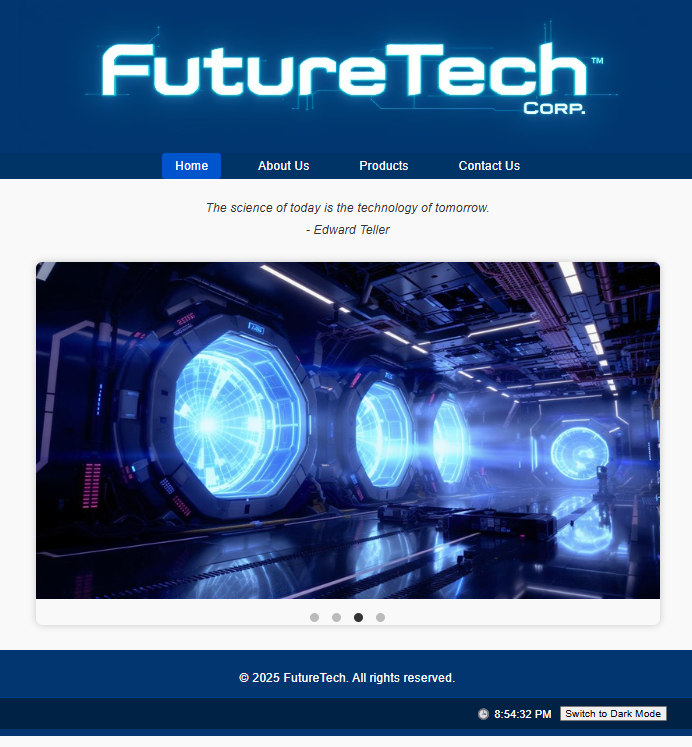 FutureTech™
CORP.
Home About Us Products Contact Us
The science of today is the technology of tomorrow.
- Edward Teller
© 2025 FutureTech. All rights reserved.
8:54:32 PM Switch to Dark Mode